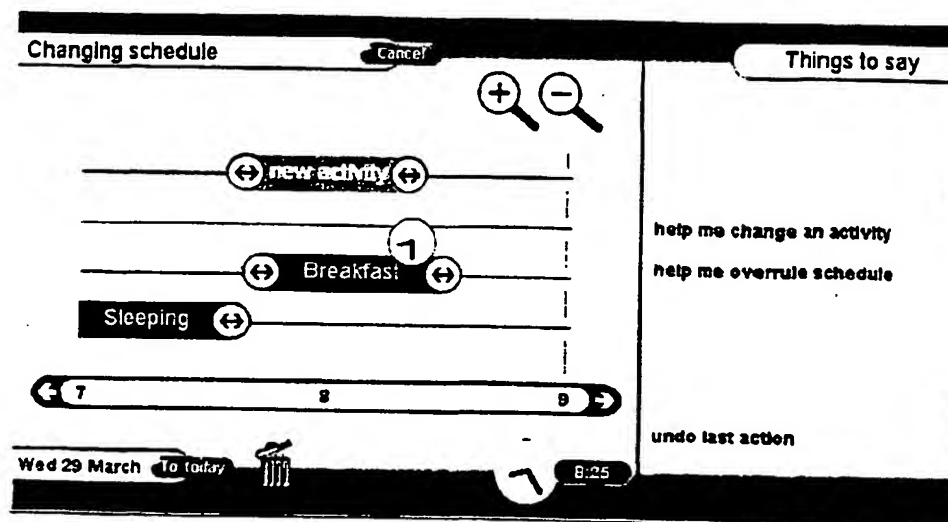 Changing schedule Cancel
Things to say
new activity
help me change an activity
Breakfast
help me overrule schedule
Sleeping
7 8 9
undo last action
Wed 29 March To today
8:25